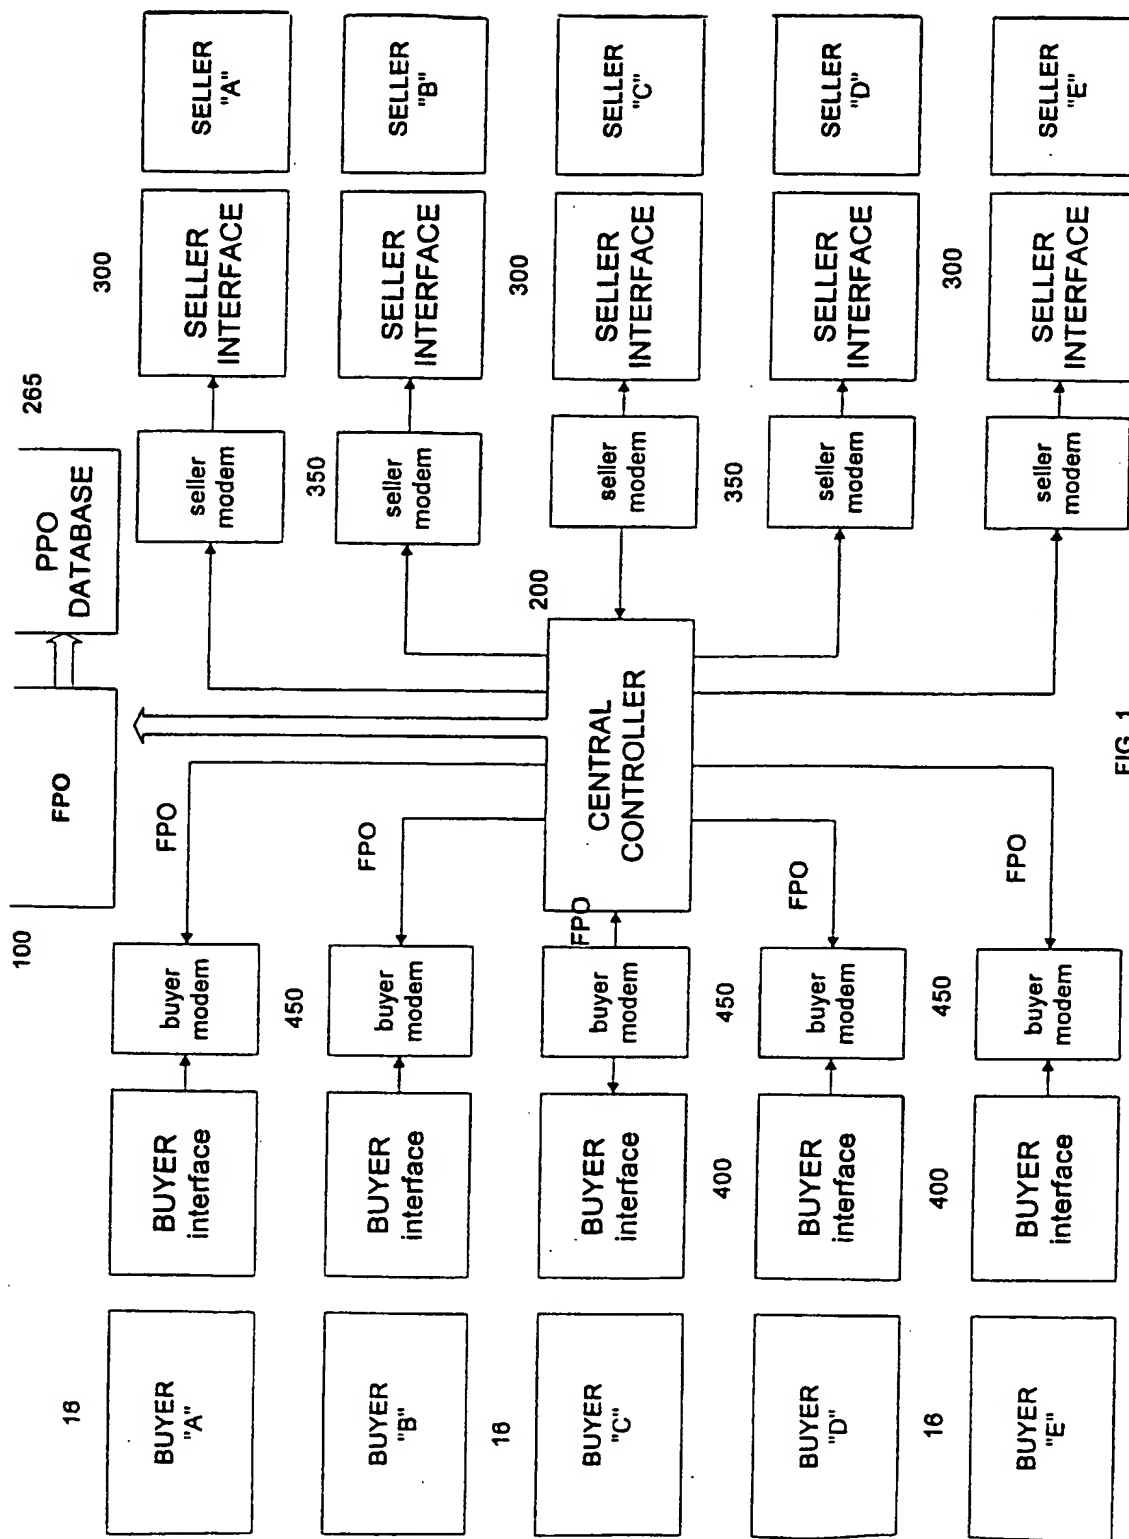 100
265
FPO
PPO
DATABASE
16
300
BUYER
"A"
BUYER
interface
buyer
modem
FPO
seller
modem
SELLER
INTERFACE
SELLER
"A"
450
350
BUYER
"B"
BUYER
interface
buyer
modem
FPO
seller
modem
SELLER
INTERFACE
SELLER
"B"
16
200
300
BUYER
"C"
BUYER
interface
buyer
modem
FPO
CENTRAL
CONTROLLER
seller
modem
SELLER
INTERFACE
SELLER
"C"
400
450
350
BUYER
"D"
BUYER
interface
buyer
modem
FPO
seller
modem
SELLER
INTERFACE
SELLER
"D"
16
400
450
300
BUYER
"E"
BUYER
interface
buyer
modem
FPO
seller
modem
SELLER
INTERFACE
SELLER
"E"
FIG. 1